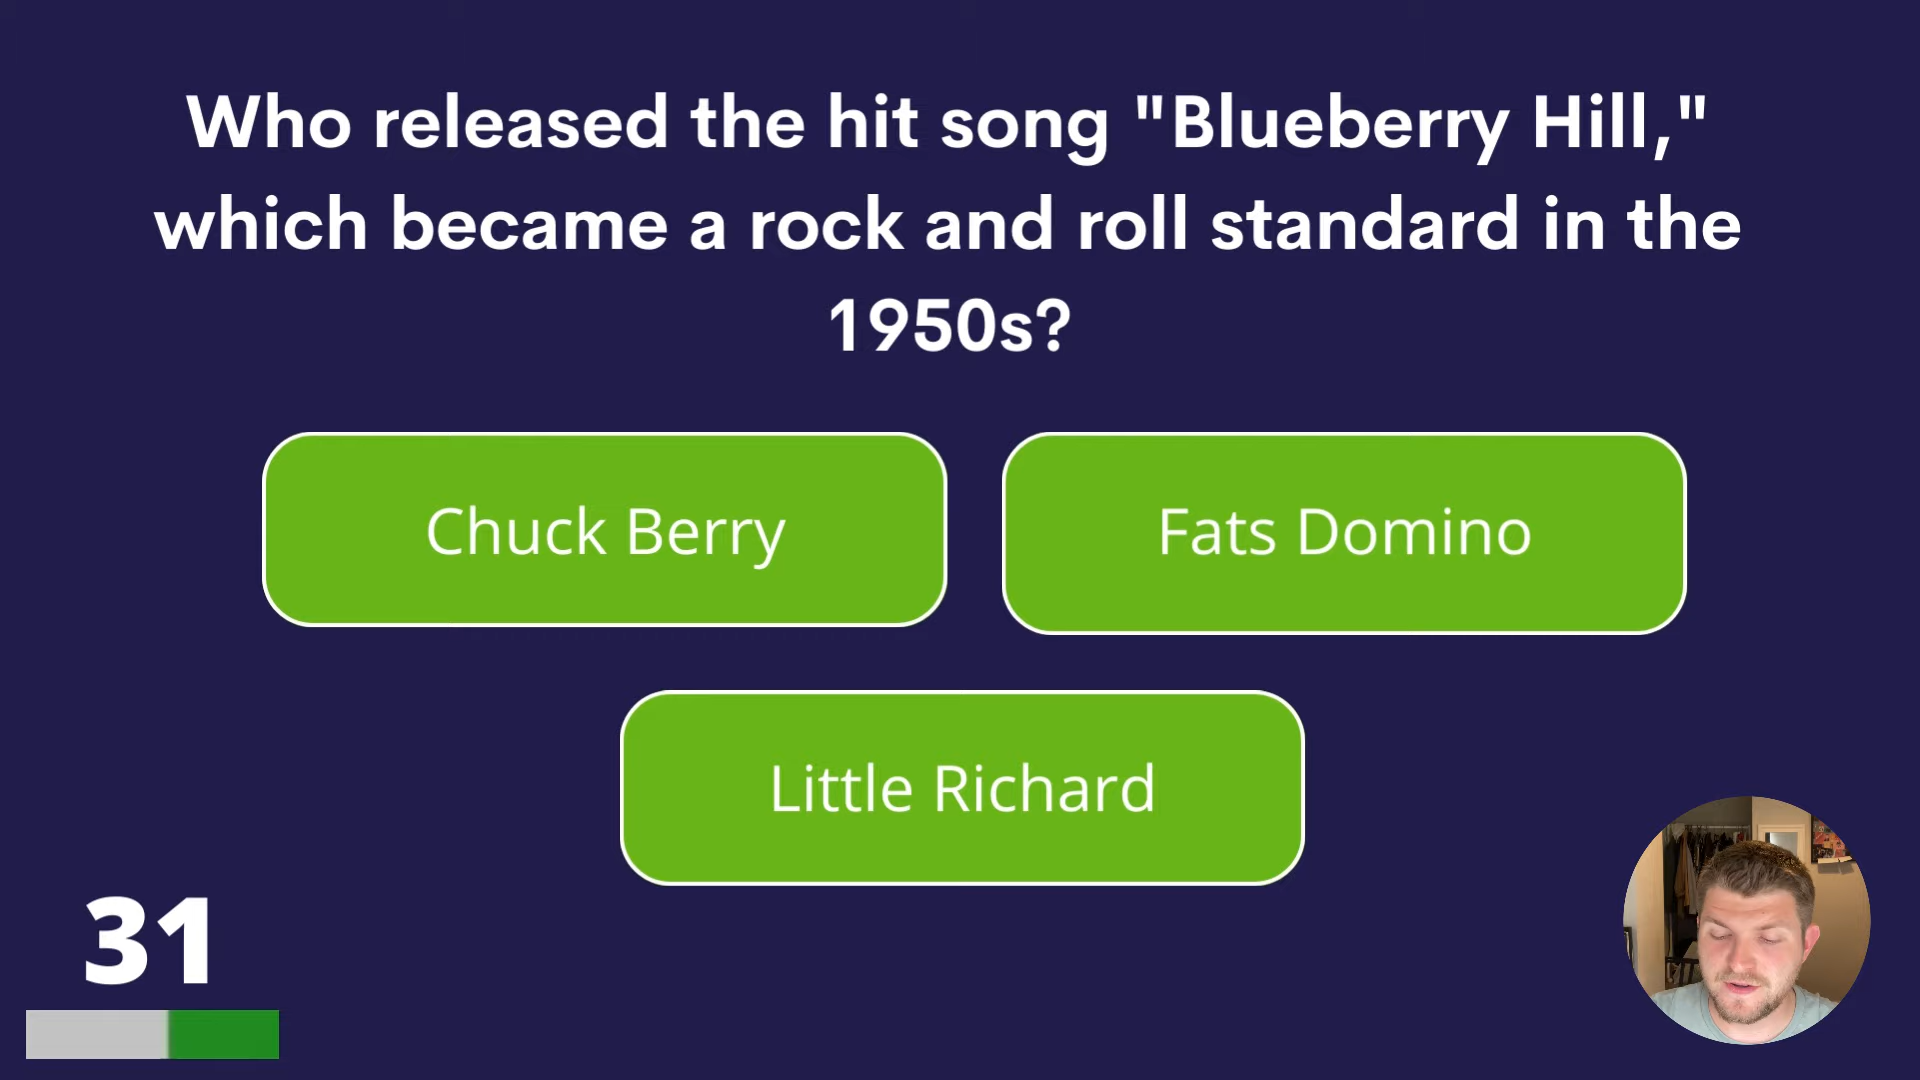 Who released the hit song "Blueberry Hill,"
which became a rock and roll standard in the
1950s?
Chuck Berry
Fats Domino
Little Richard
31